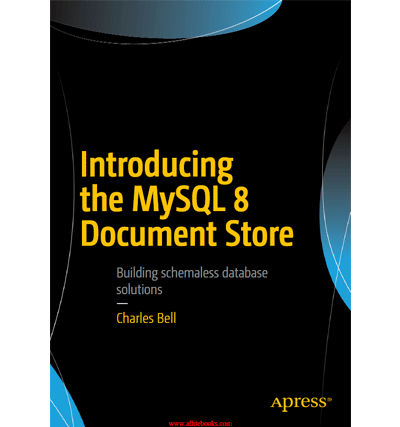 Introducing
the MySQL 8
Document Store
Building schemaless database
solutions
Charles Bell
Apress®
www.allitebooks.com